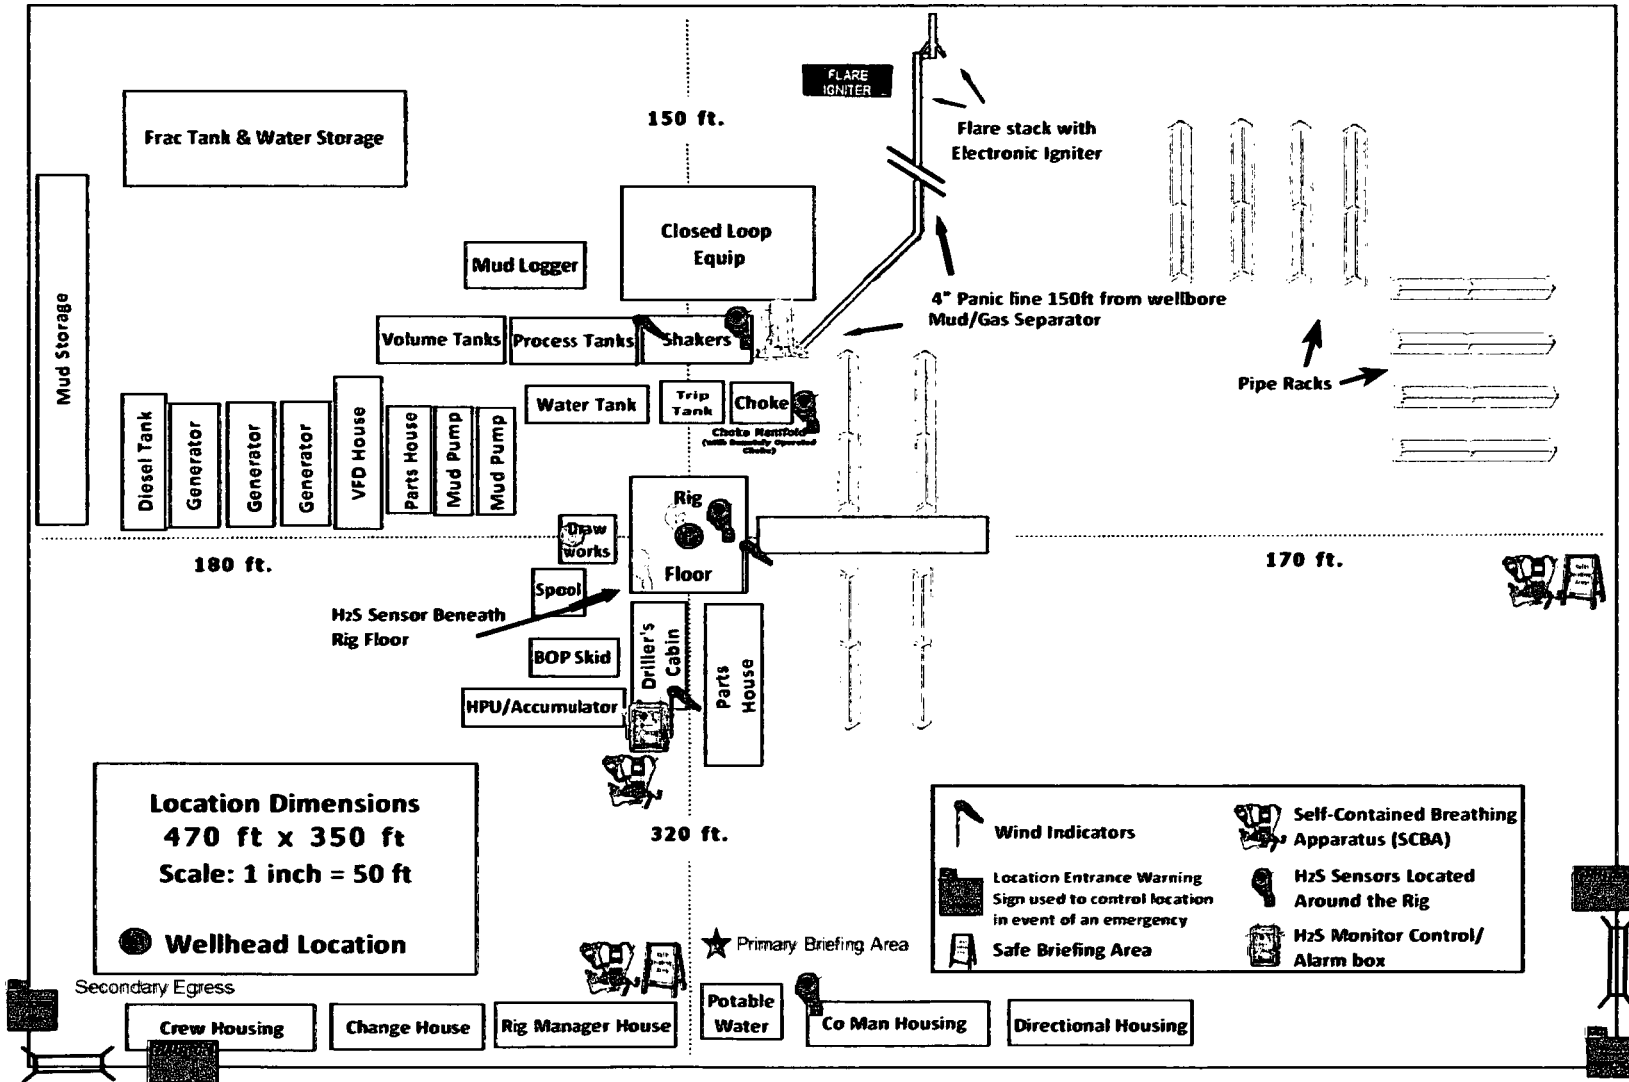 FLARE
IGNITER
150 ft.
Flare stack with
Electronic Igniter
Frac Tank & Water Storage
Closed Loop
Equip
Mud Logger
4" Panic line 150ft from wellbore
Mud/Gas Separator
Mud Storage
Volume Tanks
Process Tanks
Shakers
Pipe Racks
Water Tank
Trip
Tank
Choke
Choke Manifold
(with Remotely Operated
Choke)
Diesel Tank
Generator
Generator
Generator
VFD House
Parts House
Mud Pump
Mud Pump
Rig
Floor
Draw
works
180 ft.
170 ft.
Spool
H2S Sensor Beneath
Rig Floor
BOP Skid
Driller's
Cabin
Parts
House
HPU/Accumulator
Location Dimensions
470 ft x 350 ft
Scale: 1 inch = 50 ft
Wellhead Location
320 ft.
Wind Indicators
Self-Contained Breathing
Apparatus (SCBA)
Location Entrance Warning
Sign used to control location
in event of an emergency
H2S Sensors Located
Around the Rig
Safe Briefing Area
H2S Monitor Control/
Alarm box
Primary Briefing Area
Secondary Egress
Crew Housing
Change House
Rig Manager House
Potable
Water
Co Man Housing
Directional Housing